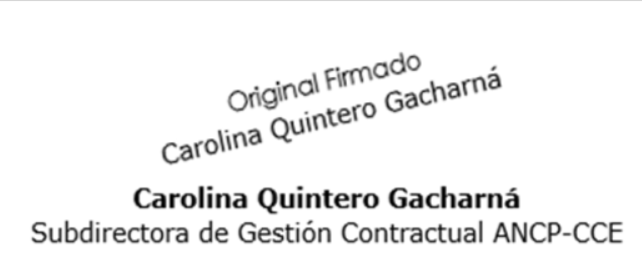 Original Firmado
Carolina Quintero Gacharná
Carolina Quintero Gacharná
Subdirectora de Gestión Contractual ANCP-CCE